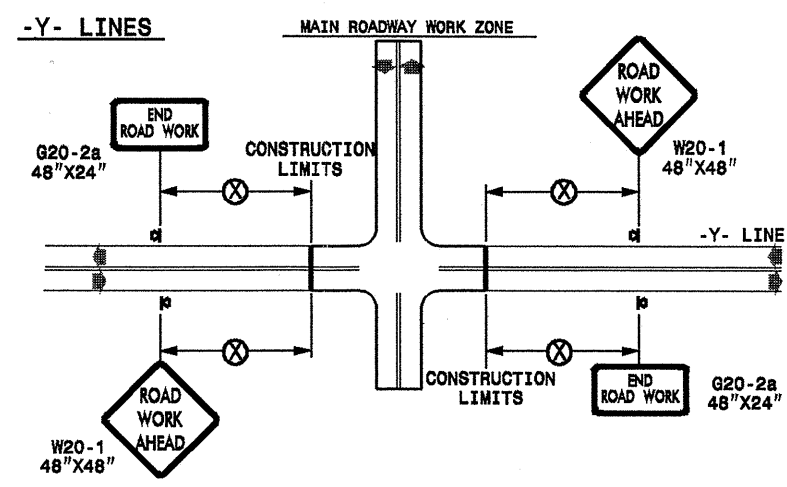 -Y- LINES
MAIN ROADWAY WORK ZONE
END
ROAD WORK
G20-2a
48"X24"
CONSTRUCTION
LIMITS
X
ROAD
WORK
AHEAD
W20-1
48"X48"
X
-Y- LINE
X
ROAD
WORK
AHEAD
W20-1
48"X48"
X
CONSTRUCTION
LIMITS
END
ROAD WORK
G20-2a
48"X24"